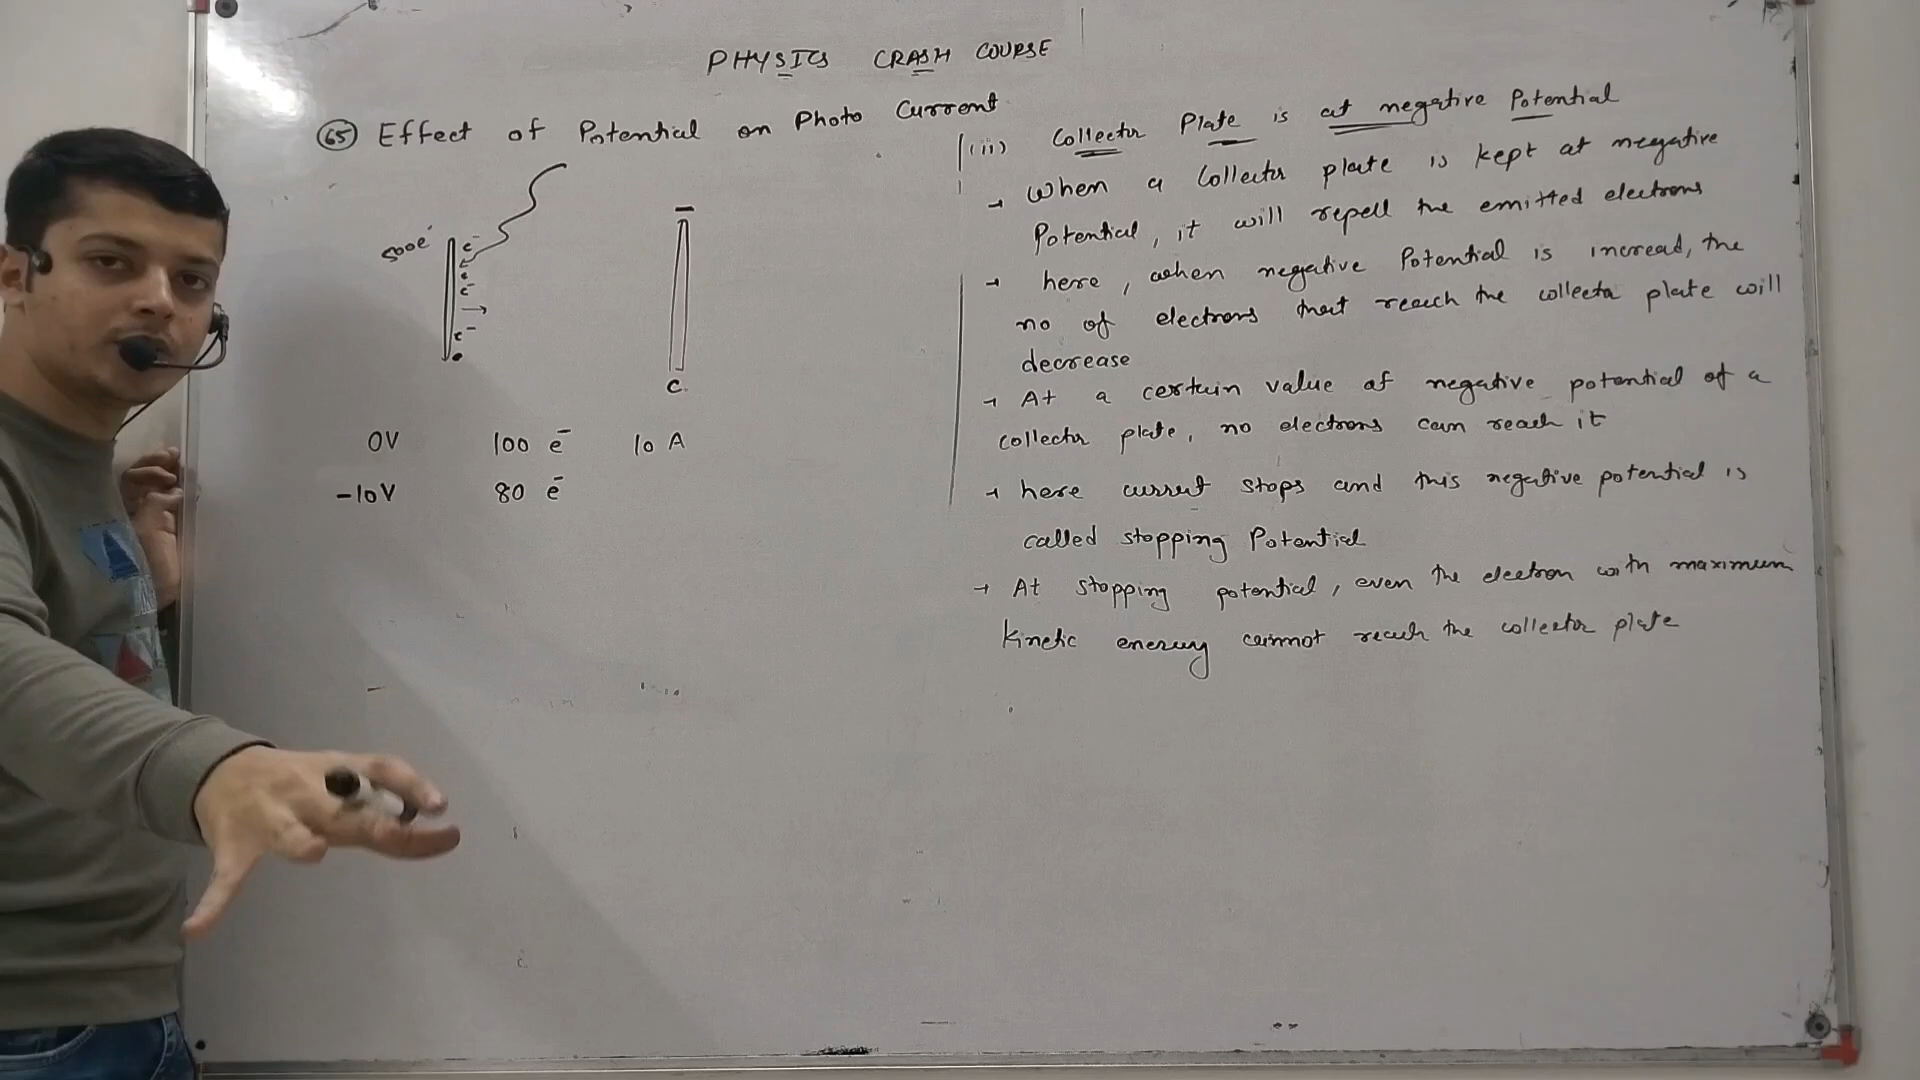 PHYSICS CRASH COURSE
65 Effect of Potential on Photo Current
500e⁻
e⁻
e⁻
e⁻
C
0V 100 e⁻ 10 A
-10V 80 e⁻
(ii) Collector Plate is at negative Potential
→ When a Collector plate is kept at negative
Potential, it will repell the emitted electrons
→ here, when negative Potential is incread, the
no of electrons that reach the collecta plate will
decrease
→ At a certain value of negative potential of a
collector plate, no electrons can reach it
→ here current stops and this negative potential is
called stopping Potential
→ At stopping potential, even the electron with maximum
Kinetic energy cannot reach the collector plate